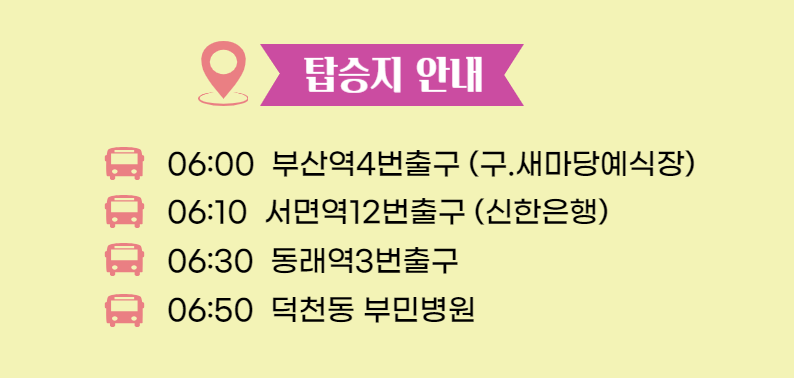 탑승지 안내
06:00 부산역4번출구 (구.새마당예식장)
06:10 서면역12번출구 (신한은행)
06:30 동래역3번출구
06:50 덕천동 부민병원